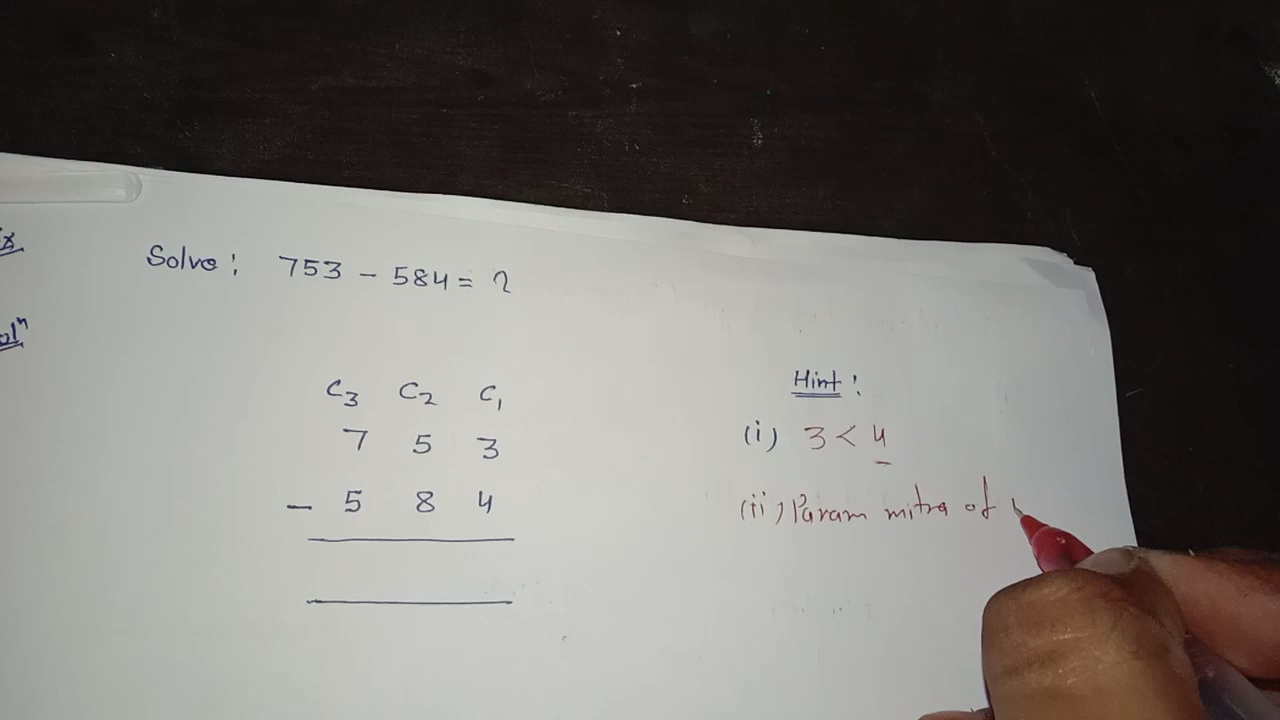 Solve: 753 - 584 = ?
C3 C2 C1
7 5 3
- 5 8 4
Hint:
(i) 3 < 4
(ii) Param mitra of